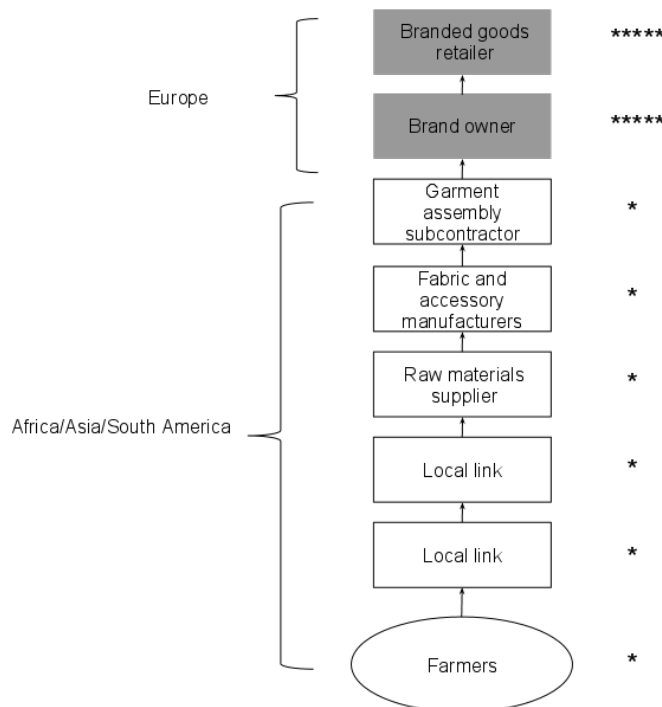 Branded goods
retailer
*****
Europe
Brand owner
*****
Garment
assembly
subcontractor
*
Fabric and
accessory
manufacturers
*
Raw materials
supplier
*
Africa/Asia/South America
Local link
*
Local link
*
Farmers
*